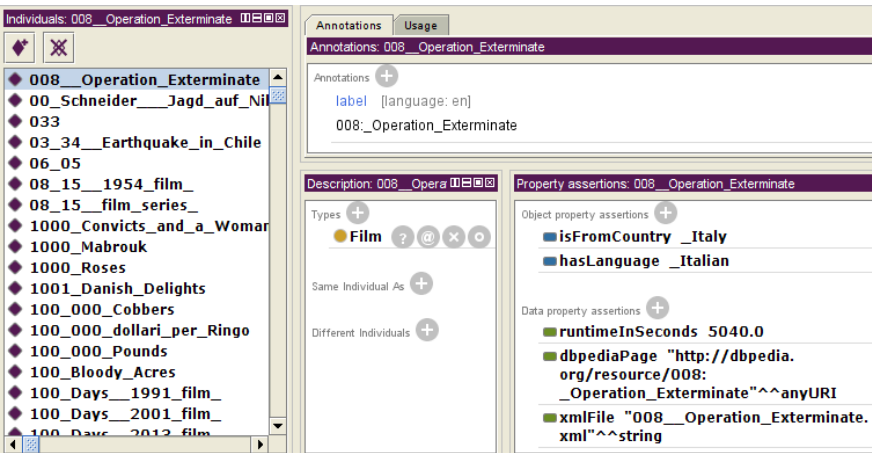 Individuals: 008__Operation_Exterminate
008__Operation_Exterminate
00_Schneider___Jagd_auf_Nil
033
03_34__Earthquake_in_Chile
06_05
08_15__1954_film_
08_15__film_series_
1000_Convicts_and_a_Woman
1000_Mabrouk
1000_Roses
1001_Danish_Delights
100_000_Cobbers
100_000_dollari_per_Ringo
100_000_Pounds
100_Bloody_Acres
100_Days__1991_film_
100_Days__2001_film_
100_Days__2013_film_
Annotations
Usage
Annotations: 008__Operation_Exterminate
Annotations
label [language: en]
008:_Operation_Exterminate
Description: 008__Opera
Types
Film
Same Individual As
Different Individuals
Property assertions: 008__Operation_Exterminate
Object property assertions
isFromCountry _Italy
hasLanguage _Italian
Data property assertions
runtimeInSeconds 5040.0
dbpediaPage "http://dbpedia.
org/resource/008:
_Operation_Exterminate"^^anyURI
xmlFile "008__Operation_Exterminate.
xml"^^string